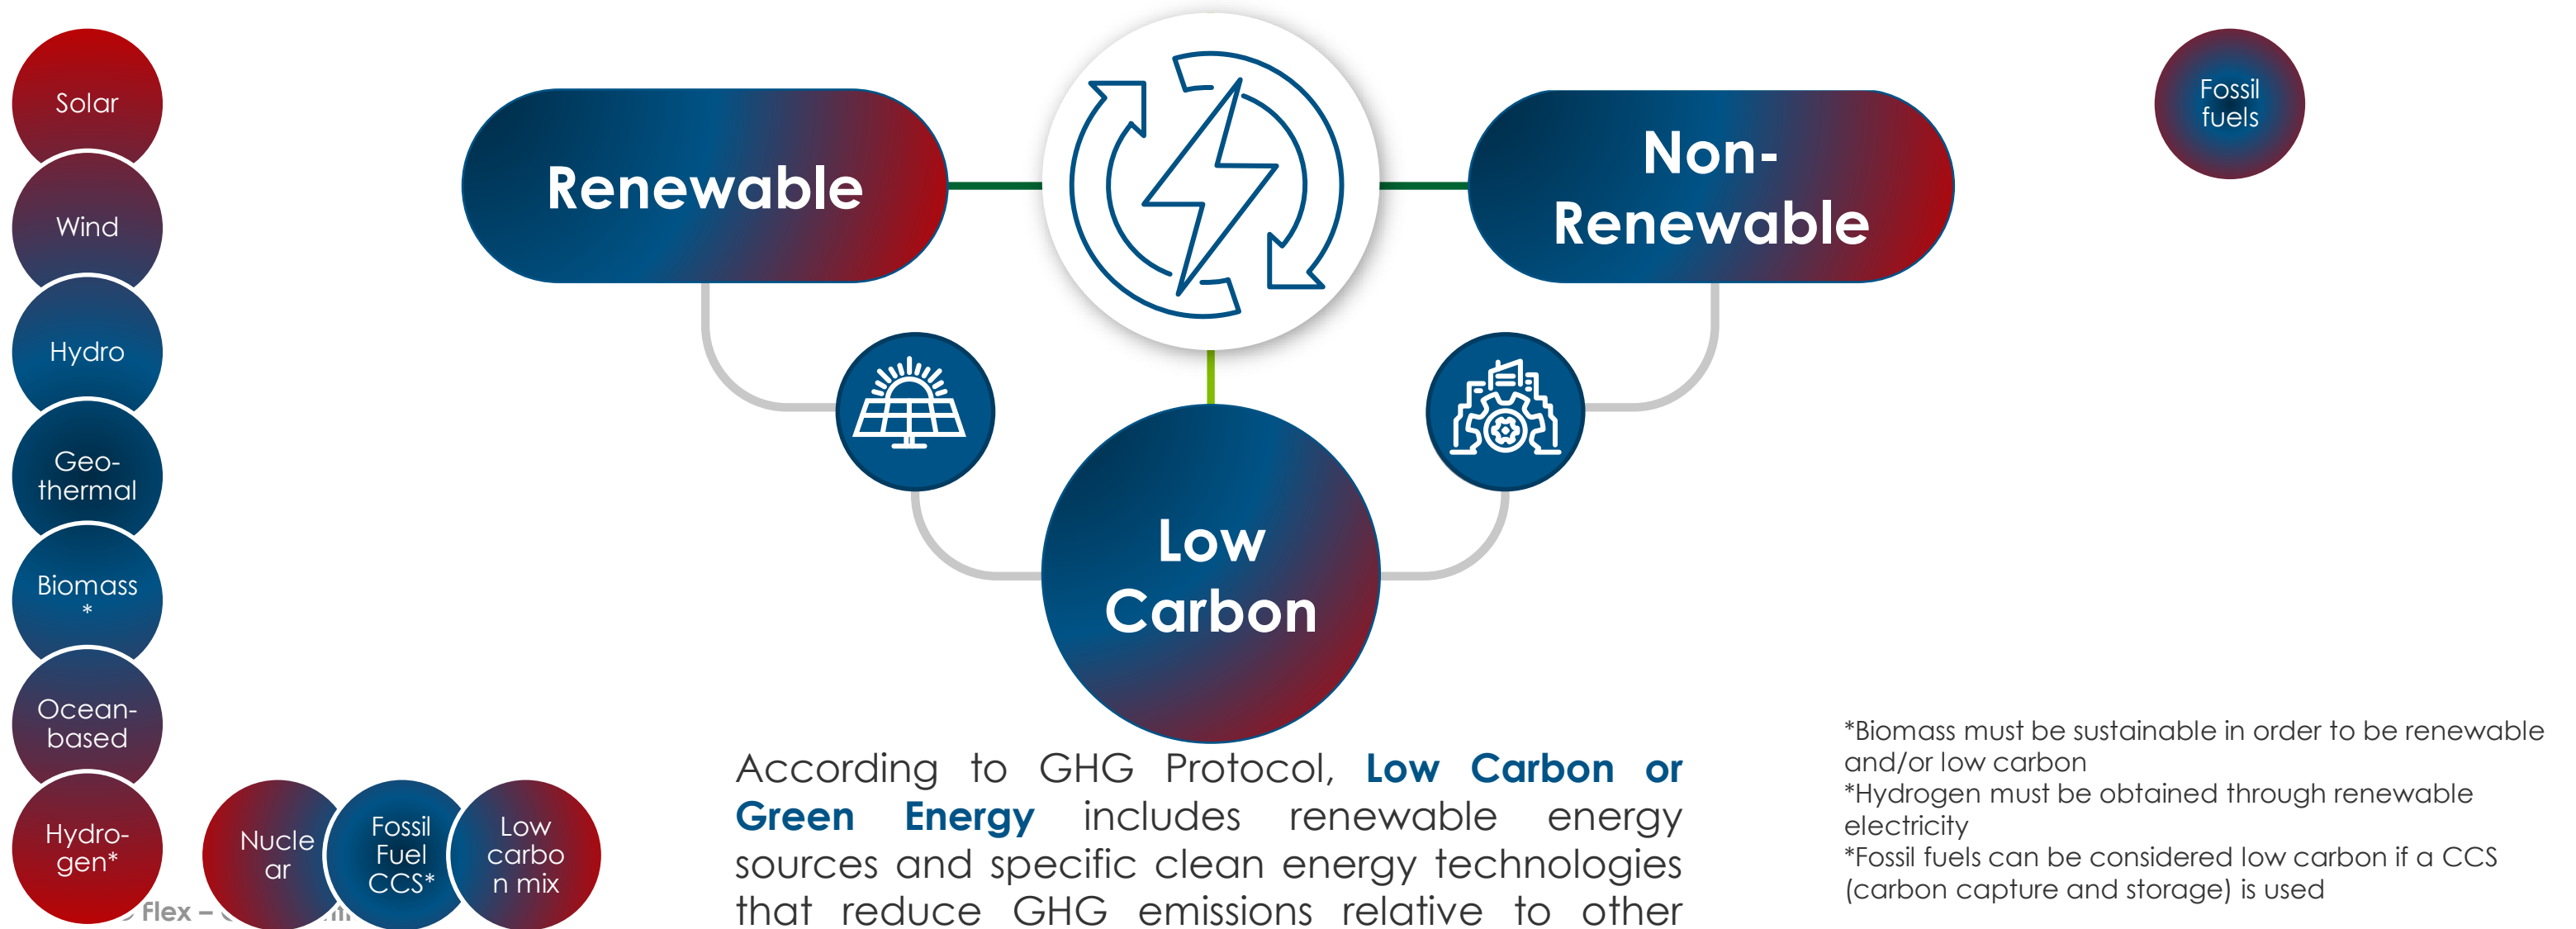 Solar
Wind
Hydro
Geo-
thermal
Biomass
*
Ocean-
based
Hydro-
gen*
Nucle
ar
Fossil
Fuel
CCS*
Low
carbo
n mix
flex –
Renewable
Non-
Renewable
Low
Carbon
Fossil
fuels
According to GHG Protocol, Low Carbon or
Green Energy includes renewable energy
sources and specific clean energy technologies
that reduce GHG emissions relative to other
*Biomass must be sustainable in order to be renewable
and/or low carbon
*Hydrogen must be obtained through renewable
electricity
*Fossil fuels can be considered low carbon if a CCS
(carbon capture and storage) is used